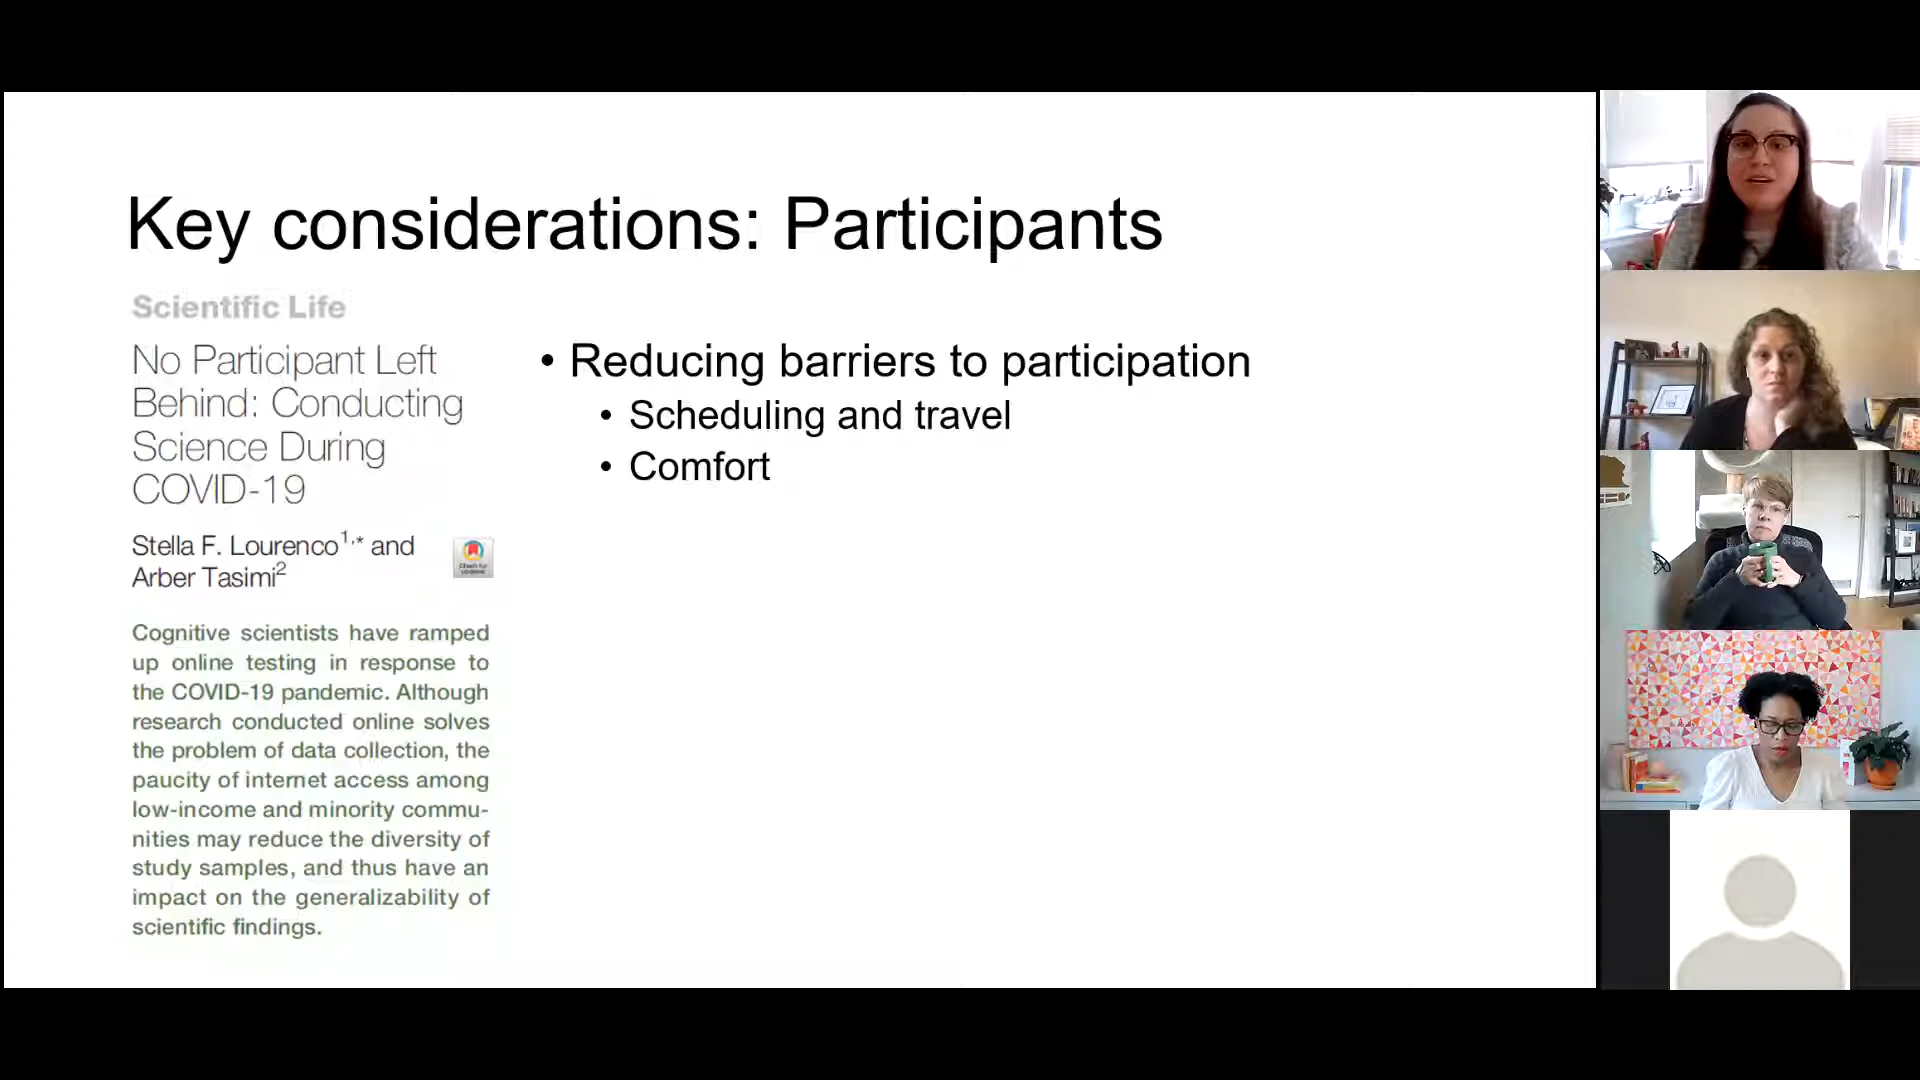 Key considerations: Participants
Scientific Life
No Participant Left
Behind: Conducting
Science During
COVID-19
Stella F. Lourenco1,* and
Arber Tasimi2
Check for
updates
Cognitive scientists have ramped
up online testing in response to
the COVID-19 pandemic. Although
research conducted online solves
the problem of data collection, the
paucity of internet access among
low-income and minority commu-
nities may reduce the diversity of
study samples, and thus have an
impact on the generalizability of
scientific findings.
• Reducing barriers to participation
• Scheduling and travel
• Comfort